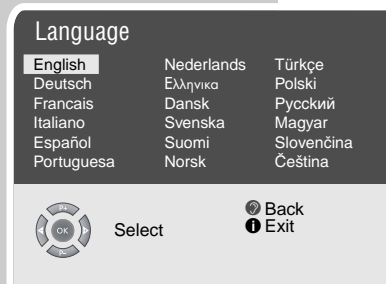 Language
English Nederlands Türkçe
Deutsch Ελληνικα Polski
Francais Dansk Русский
Italiano Svenska Magyar
Español Suomi Slovenčina
Portuguesa Norsk Čeština
P+
OK
P-
Select
Back
Exit